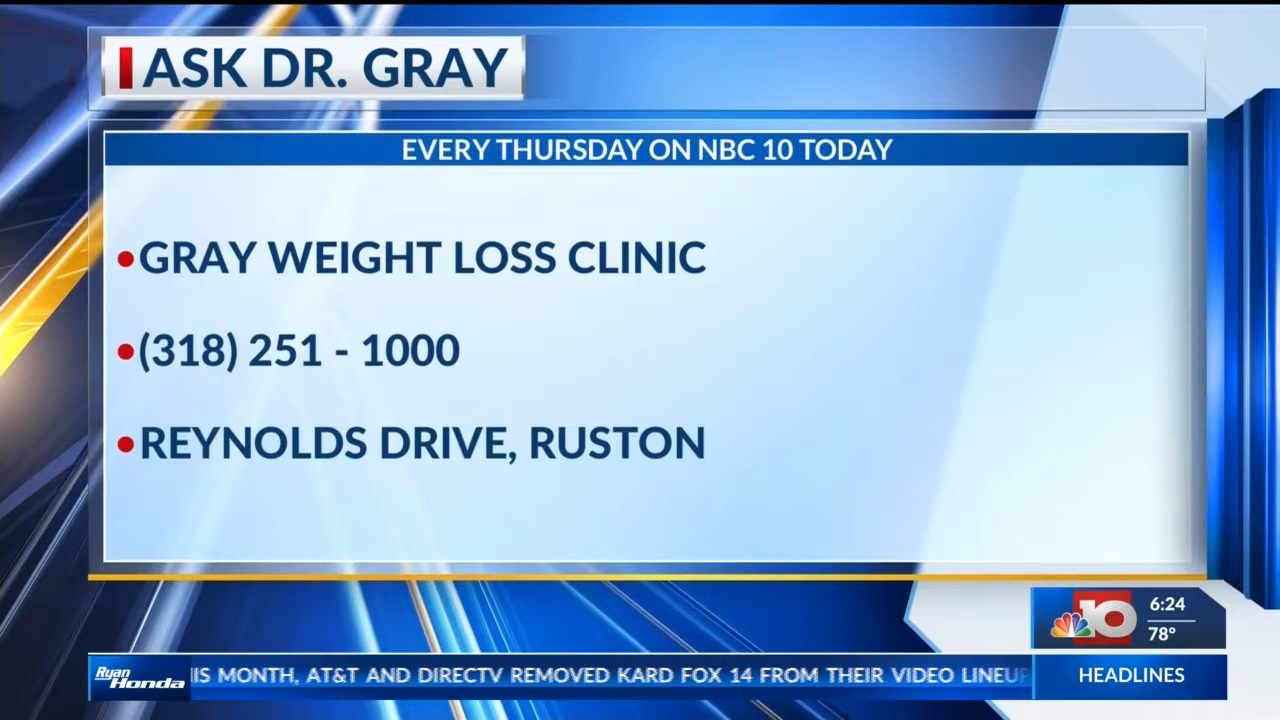 ASK DR. GRAY
EVERY THURSDAY ON NBC 10 TODAY
•GRAY WEIGHT LOSS CLINIC
•(318) 251 - 1000
•REYNOLDS DRIVE, RUSTON
10
6:24
78°
Ryan Honda
IS MONTH, AT&T AND DIRECTV REMOVED KARD FOX 14 FROM THEIR VIDEO LINEUP
HEADLINES